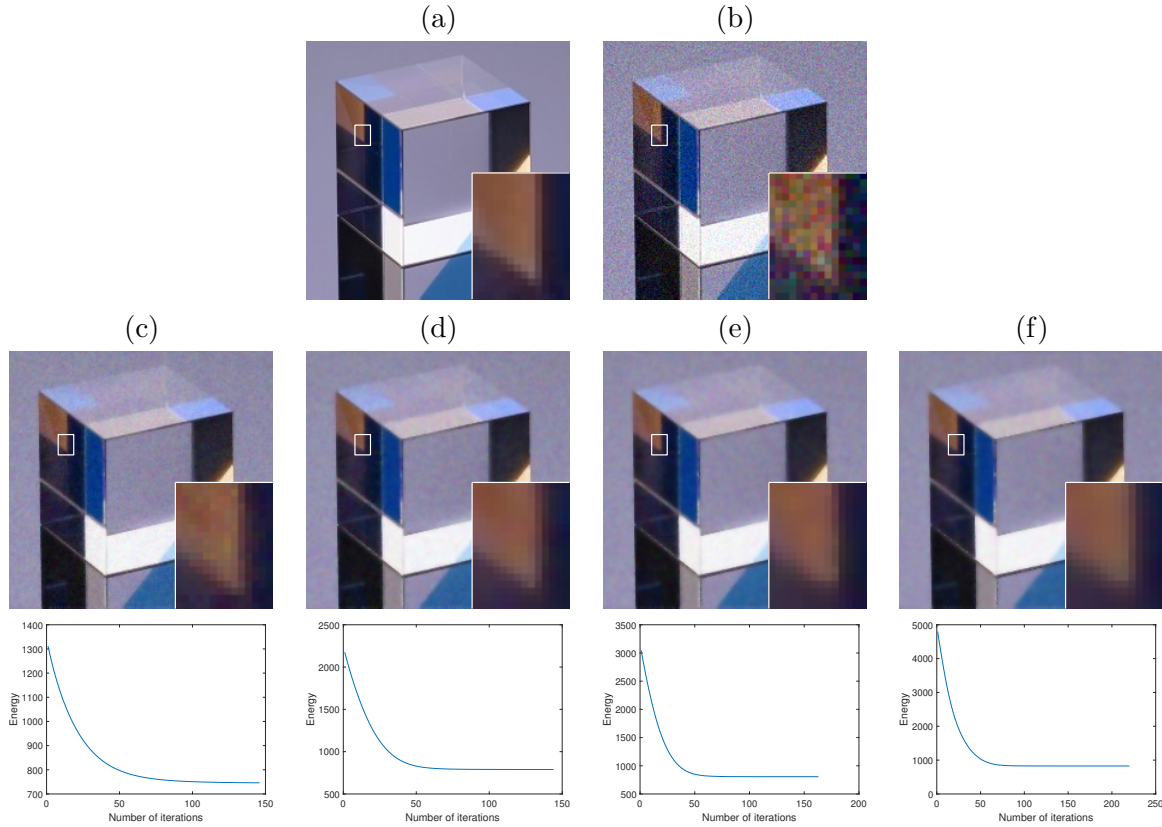 (a) (b)
(c) (d) (e) (f)
1400 1300 1200 1100 1000 900 800 700
Energy
0 50 100 150
Number of iterations
2500 2000 1500 1000 500
Energy
0 50 100 150
Number of iterations
3500 3000 2500 2000 1500 1000 500
Energy
0 50 100 150 200
Number of iterations
5000 4000 3000 2000 1000 0
Energy
0 50 100 150 200 250
Number of iterations